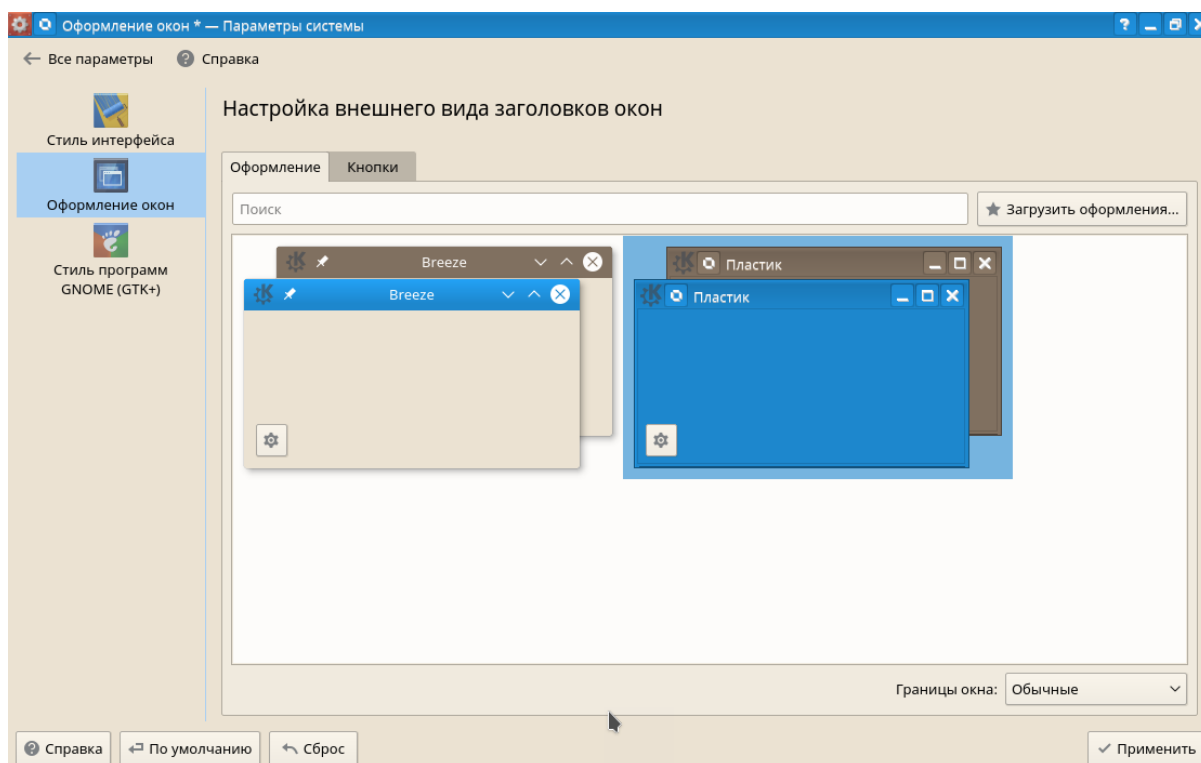 Оформление окон * — Параметры системы
Все параметры Справка
Стиль интерфейса
Оформление окон
Стиль программ
GNOME (GTK+)
Настройка внешнего вида заголовков окон
Оформление Кнопки
Поиск Загрузить оформления...
Breeze
Breeze
Пластик
Пластик
Границы окна: Обычные
Справка По умолчанию Сброс Применить